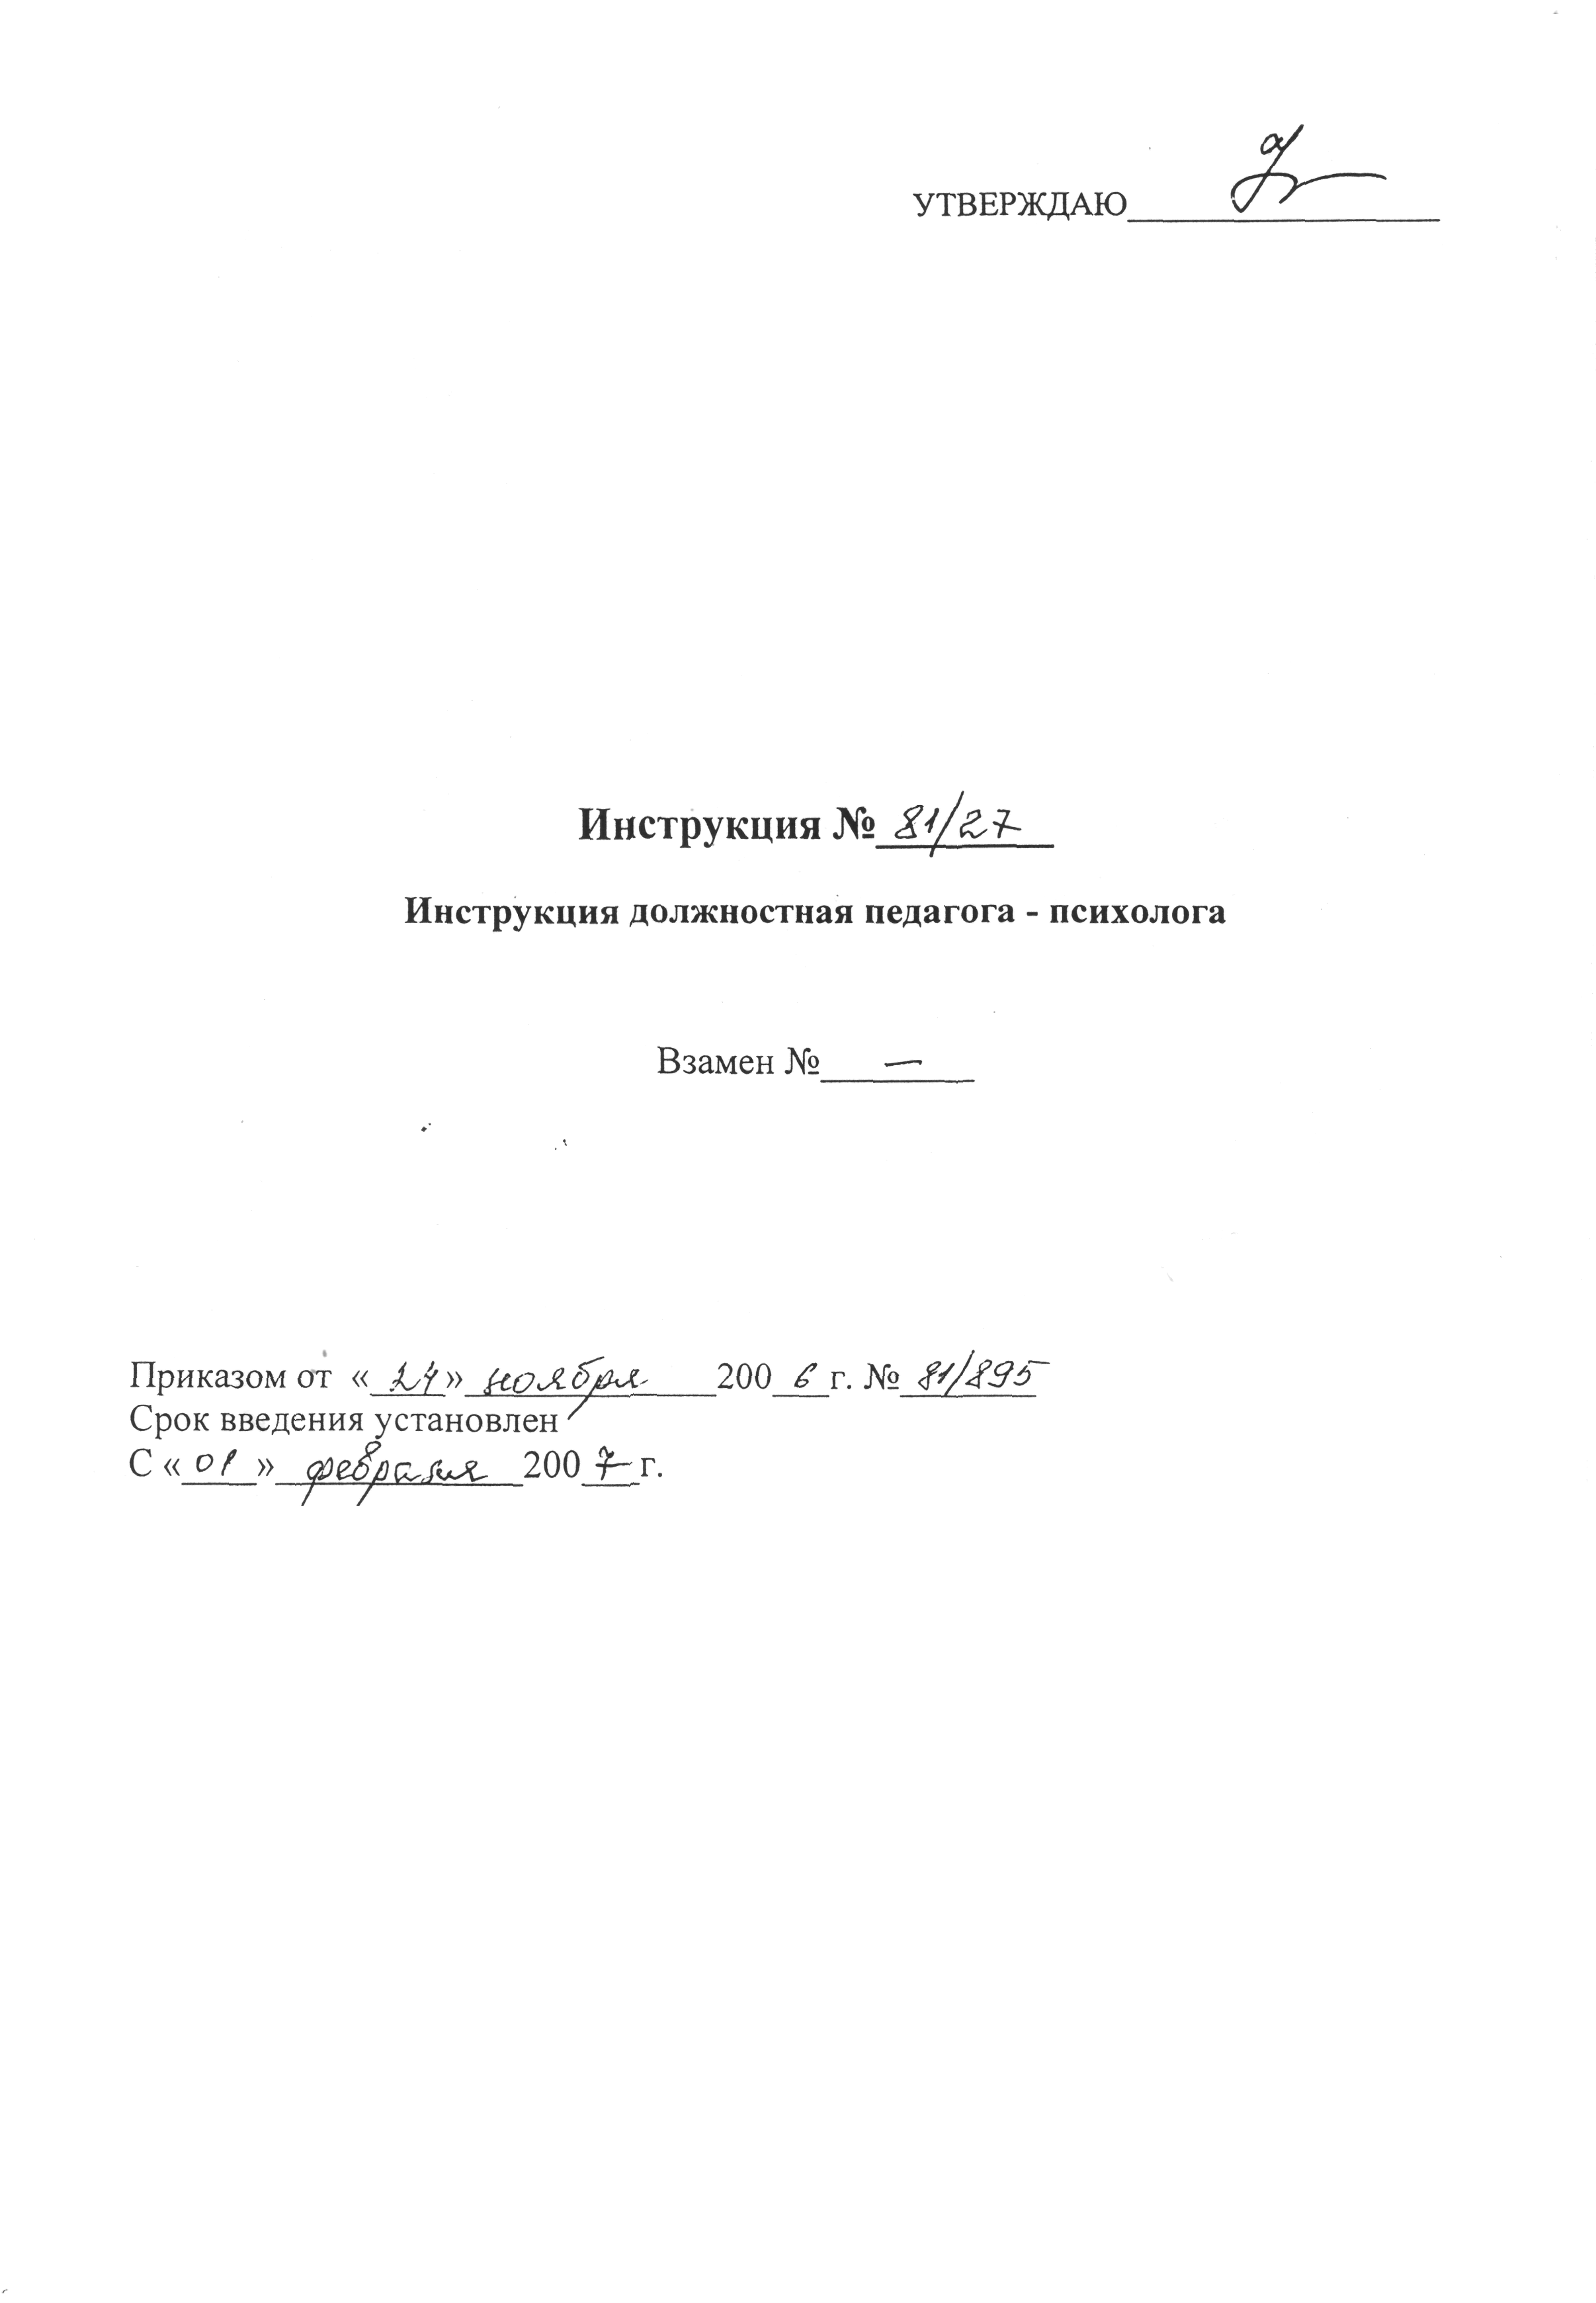 УТВЕРЖДАЮ
Инструкция № 81/27
Инструкция должностная педагога - психолога
Взамен № —
Приказом от «24» ноября 2006 г. № 81/895
Срок введения установлен
С «01» февраля 2007 г.